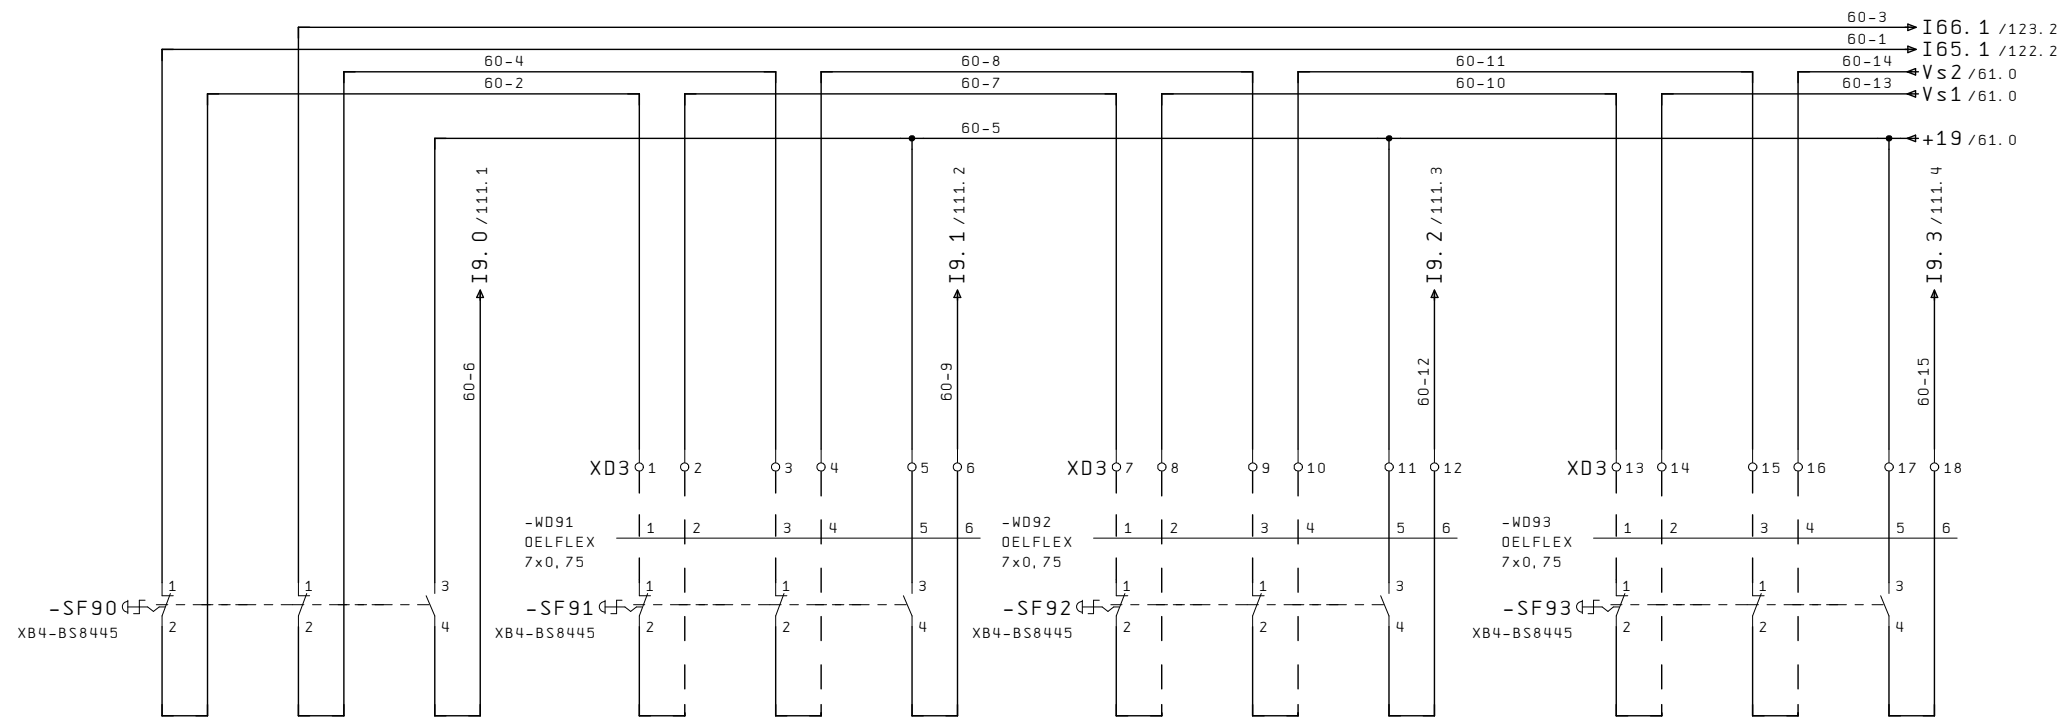 60-3 I66.1 /123.2
60-1 I65.1 /122.2
60-4 60-8 60-11 60-14 Vs2 /61.0
60-2 60-7 60-10 60-13 Vs1 /61.0
60-5 +19 /61.0
I9.0 /111.1 I9.1 /111.2 I9.2 /111.3 I9.3 /111.4
60-6 60-9 60-12 60-15
XD3 1 2 3 4 5 6 XD3 7 8 9 10 11 12 XD3 13 14 15 16 17 18
-WD91 1 2 3 4 5 6 -WD92 1 2 3 4 5 6 -WD93 1 2 3 4 5 6
OELFLEX OELFLEX OELFLEX
7x0,75 7x0,75 7x0,75
1 1 3 1 1 3 1 1 3 1 1 3
-SF90 -SF91 -SF92 -SF93
XB4-BS8445 2 2 4 XB4-BS8445 2 2 4 XB4-BS8445 2 2 4 XB4-BS8445 2 2 4